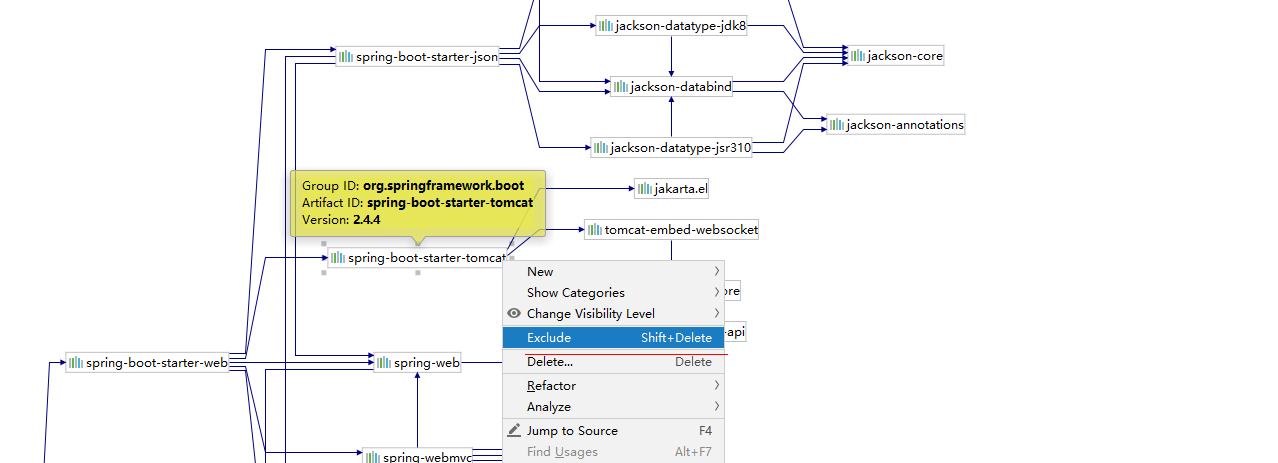 jackson-datatype-jdk8
spring-boot-starter-json
jackson-core
jackson-databind
jackson-annotations
jackson-datatype-jsr310
Group ID: org.springframework.boot
Artifact ID: spring-boot-starter-tomcat
Version: 2.4.4
jakarta.el
tomcat-embed-websocket
spring-boot-starter-tomcat
New
Show Categories
ore
Change Visibility Level
Exclude Shift+Delete
-api
Delete... Delete
spring-boot-starter-web
spring-web
Refactor
Analyze
Jump to Source F4
Find Usages Alt+F7
spring-webmvc